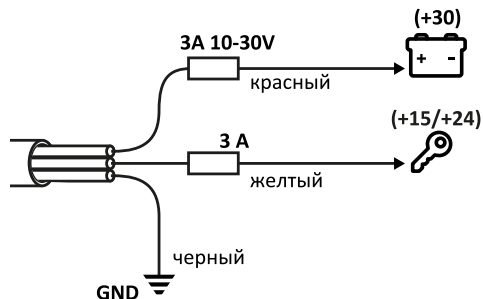 (+30)
3A 10-30V
+ -
красный
(+15/+24)
3 A
желтый
черный
GND